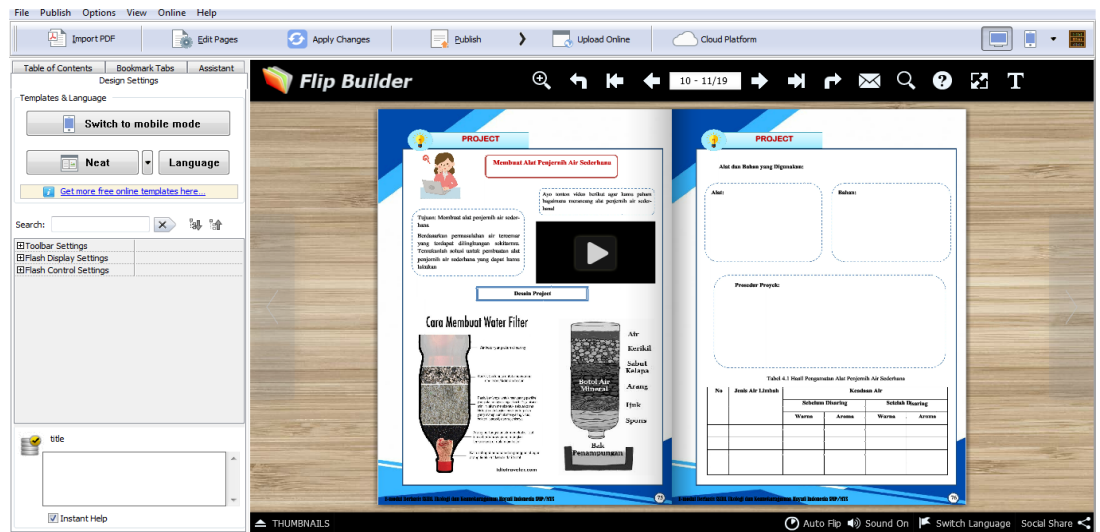 File Publish Options View Online Help
Import PDF Edit Pages Apply Changes Publish Upload Online Cloud Platform
Table of Contents Bookmark Tabs Assistant
Design Settings
Templates & Language
Switch to mobile mode
Neat Language
Get more free online templates here...
Search:
Toolbar Settings
Flash Display Settings
Flash Control Settings
title
Instant Help
Flip Builder 10 - 11/19
PROJECT
Membuat Alat Penjernih Air Sederhana
Ayo tonton video berikut agar kamu paham
bagaimana merancang alat penjernih air seder-
hana!
Tujuan: Membuat alat penjernih air seder-
hana
Berdasarkan permasalahan air tercemar
yang terdapat dilingkungan sekitarmu.
Temukanlah solusi untuk pembuatan alat
penjernih air sederhana yang dapat kamu
lakukan
Desain Project
Cara Membuat Water Filter
Air
Kerikil
Sabut
Kelapa
Arang
Ijuk
Spons
Botol Air
Mineral
Bak
Penampungan
75
PROJECT
Alat dan Bahan yang Digunakan:
Alat: Bahan:
Prosedur Proyek:
Tabel 4.1 Hasil Pengamatan Alat Penjernih Air Sederhana
No Jenis Air Limbah Keadaan Air
Sebelum Disaring Setelah Disaring
Warna Aroma Warna Aroma
76
THUMBNAILS Auto Flip Sound On Switch Language Social Share